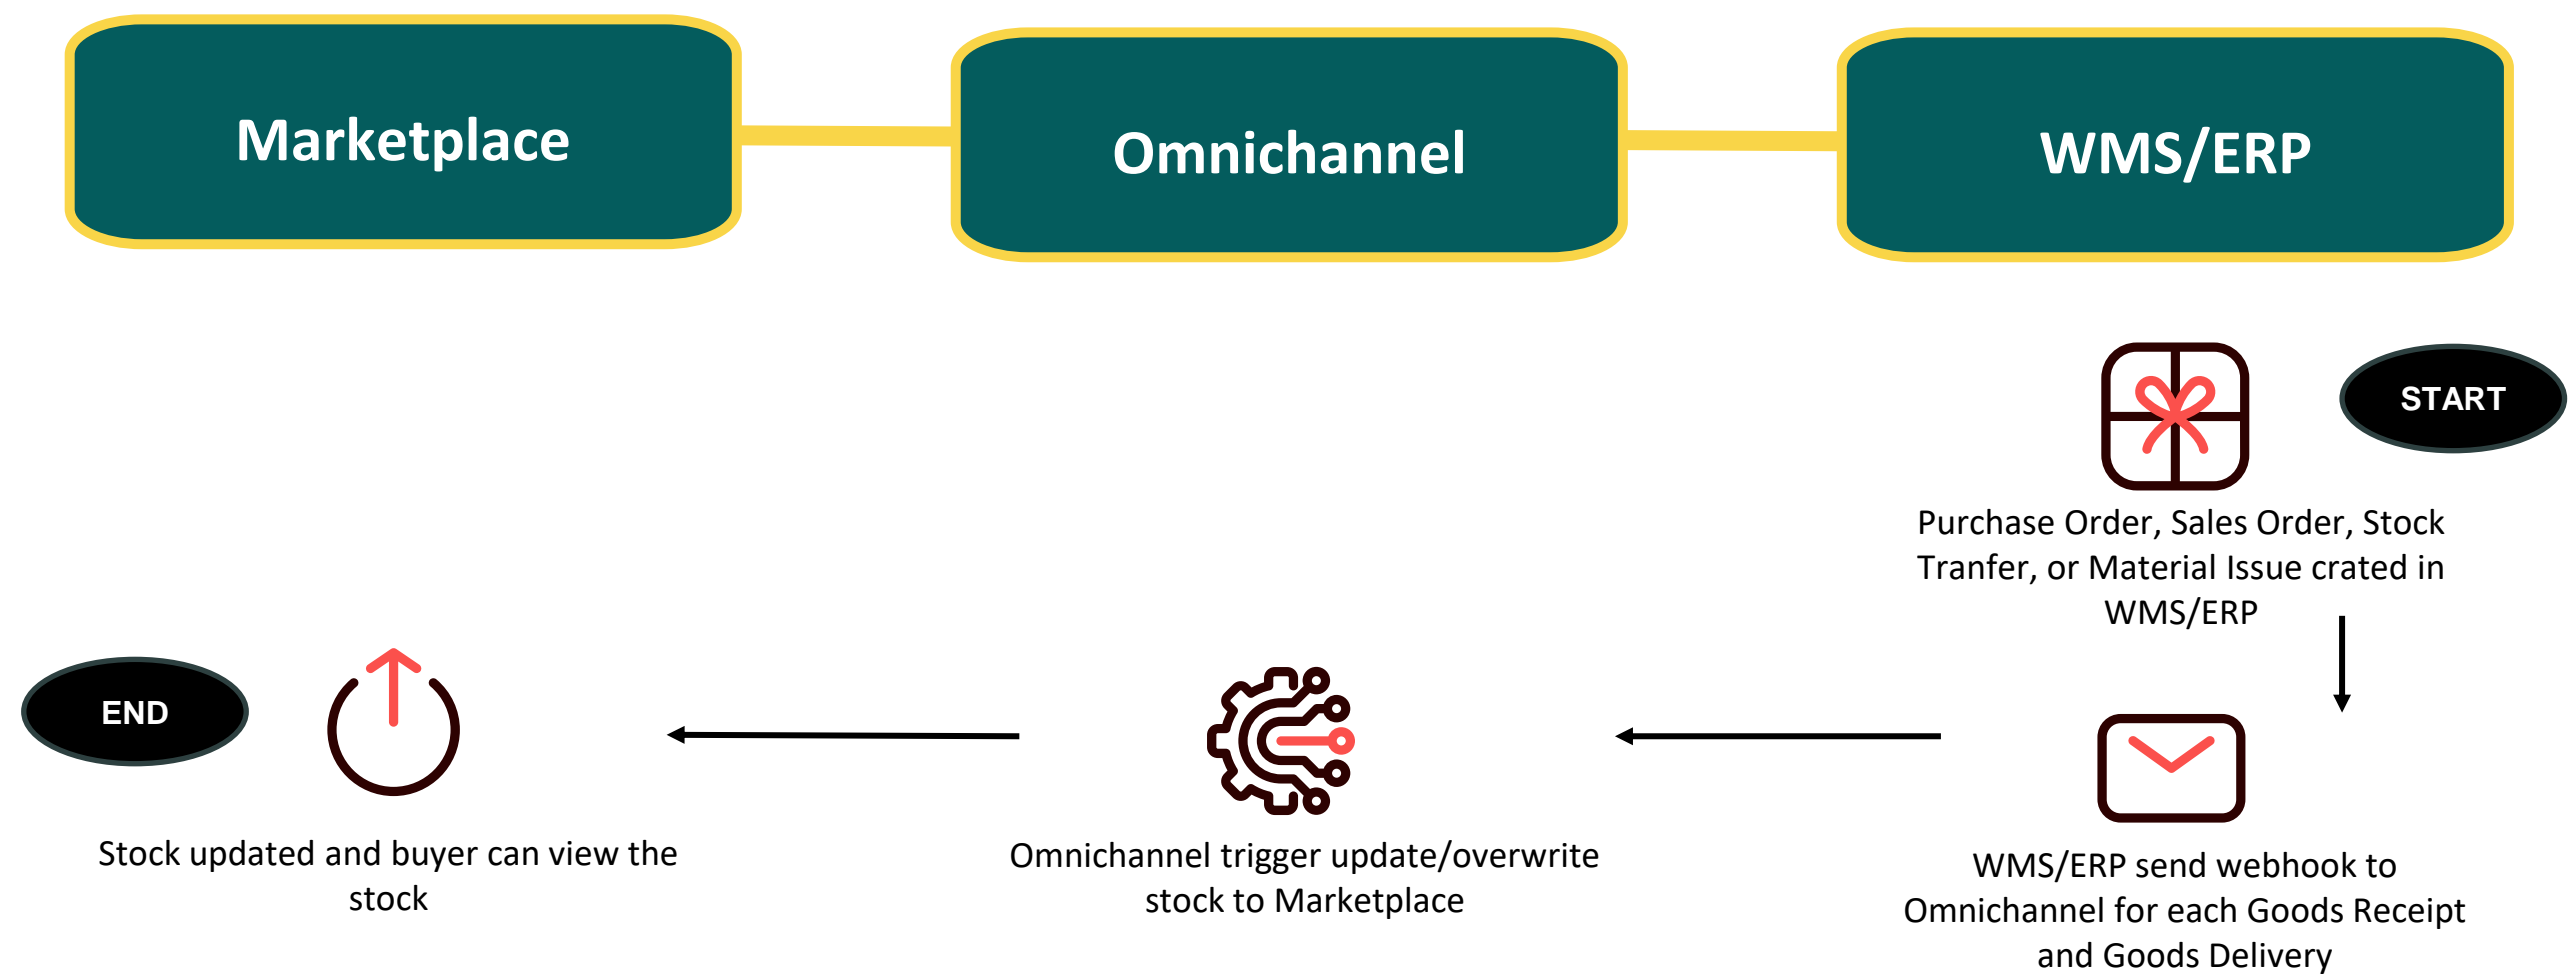 Marketplace
Omnichannel
WMS/ERP
START
Purchase Order, Sales Order, Stock
Tranfer, or Material Issue crated in
WMS/ERP
END
Stock updated and buyer can view the
stock
Omnichannel trigger update/overwrite
stock to Marketplace
WMS/ERP send webhook to
Omnichannel for each Goods Receipt
and Goods Delivery